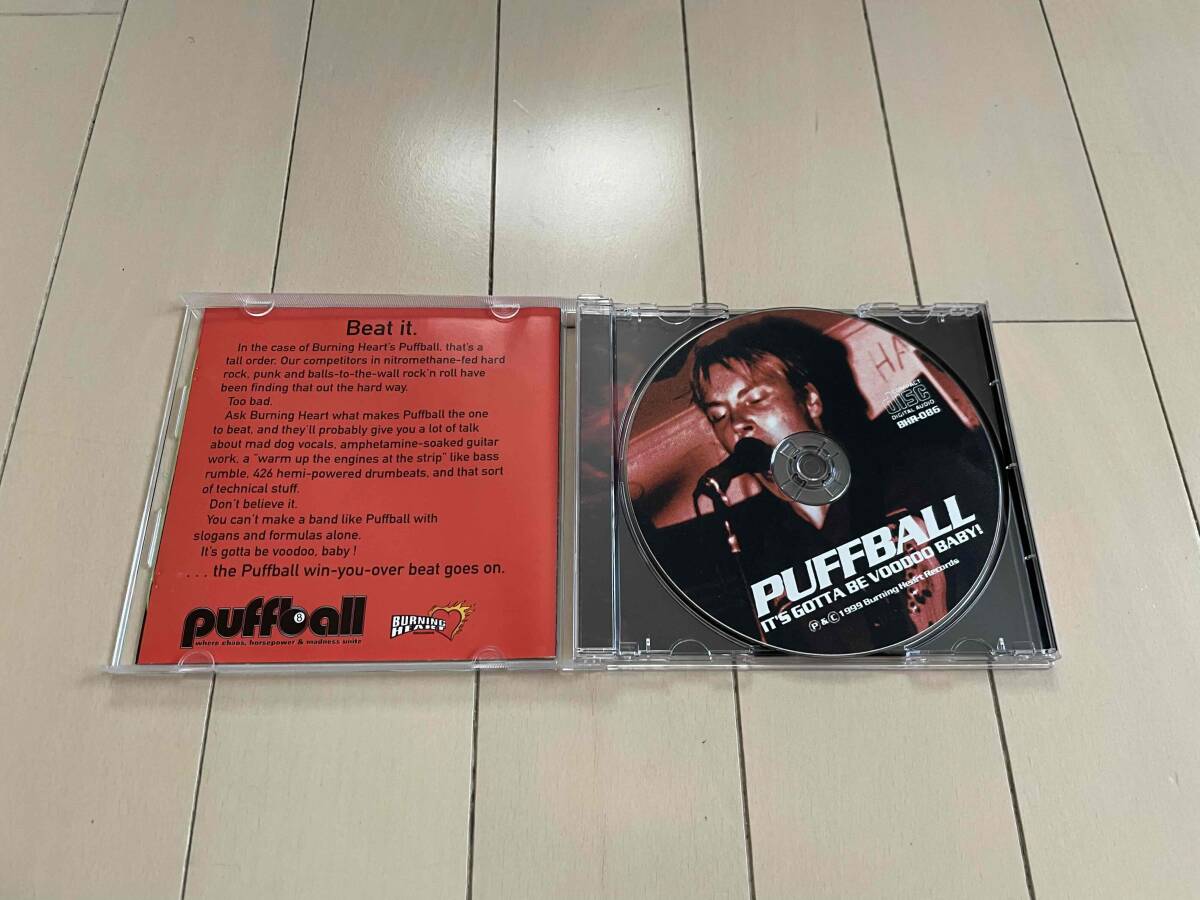 Beat it.
In the case of Burning Heart's Puffball, that's a
tall order. Our competitors in nitromethane-fed hard
rock, punk and balls-to-the-wall rock'n roll have
been finding that out the hard way.
Too bad.
Ask Burning Heart what makes Puffball the one
to beat, and they'll probably give you a lot of talk
about mad dog vocals, amphetamine-soaked guitar
work, a "warm up the engines at the strip" like bass
rumble, 426 hemi-powered drumbeats, and that sort
of technical stuff.
Don't believe it.
You can't make a band like Puffball with
slogans and formulas alone.
It's gotta be voodoo, baby !
. . . the Puffball win-you-over beat goes on.
puffball
8
where chaos, horsepower & madness unite
BURNING
HEART
HA
COMPACT
DISC
DIGITAL AUDIO
BHR-086
PUFFBALL
IT'S GOTTA BE VOODOO BABY!
Ⓟ & © 1999 Burning Heart Records